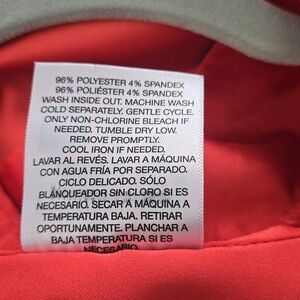 96% POLYESTER 4% SPANDEX
96% POLIÉSTER 4% SPANDEX
WASH INSIDE OUT. MACHINE WASH
COLD SEPARATELY. GENTLE CYCLE.
ONLY NON-CHLORINE BLEACH IF
NEEDED. TUMBLE DRY LOW.
REMOVE PROMPTLY.
COOL IRON IF NEEDED.
LAVAR AL REVÉS. LAVAR A MÁQUINA
CON AGUA FRÍA POR SEPARADO.
CICLO DELICADO. SÓLO
BLANQUEADOR SIN CLORO SI ES
NECESARIO. SECAR A MÁQUINA A
TEMPERATURA BAJA. RETIRAR
OPORTUNAMENTE. PLANCHAR A
BAJA TEMPERATURA SI ES
NECESARIO.